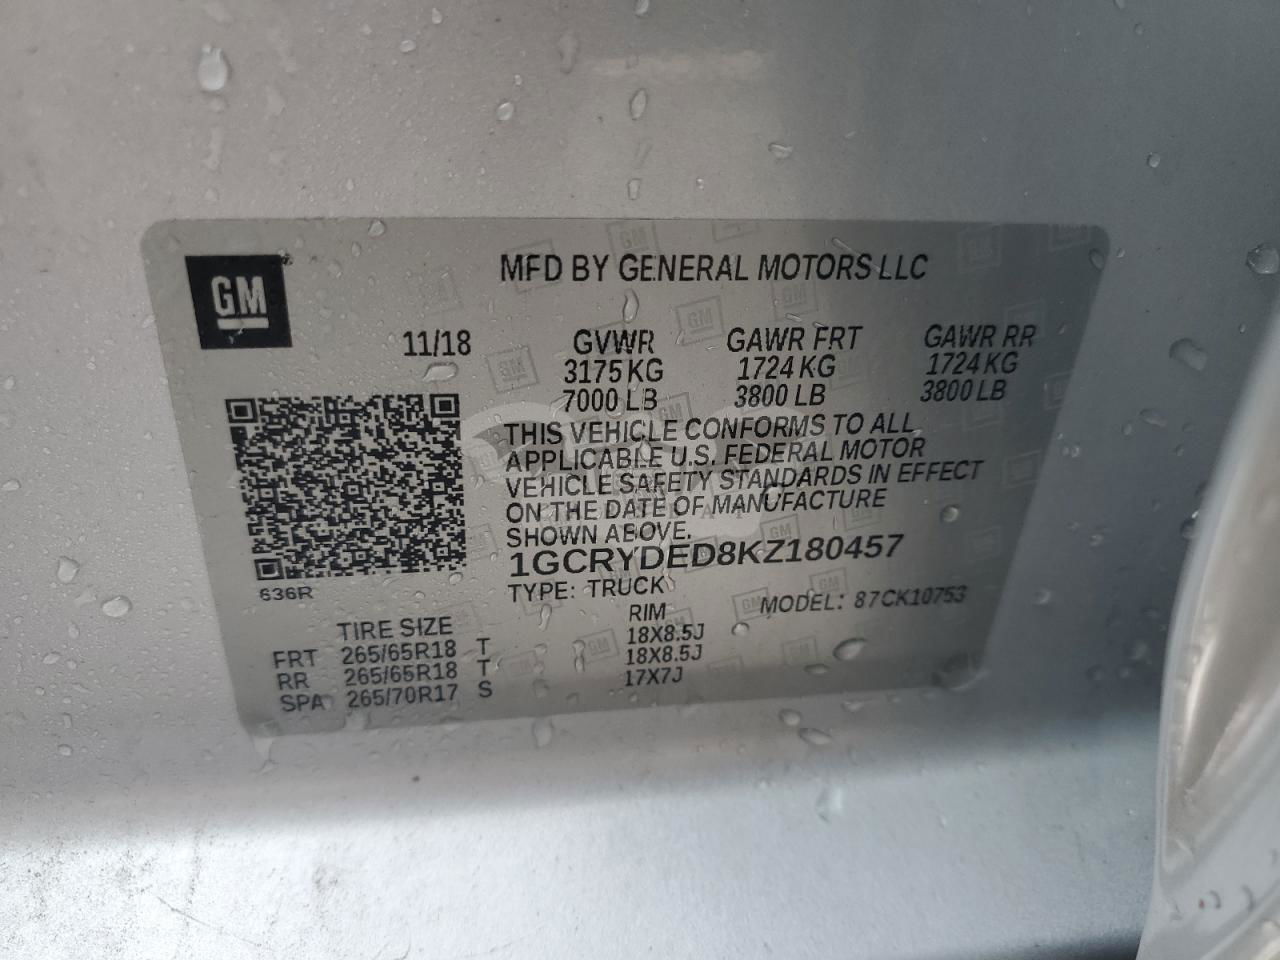 GM
MFD BY GENERAL MOTORS LLC
11/18 GVWR GAWR FRT GAWR RR
3175 KG 1724 KG 1724 KG
7000 LB 3800 LB 3800 LB
THIS VEHICLE CONFORMS TO ALL
APPLICABLE U.S. FEDERAL MOTOR
VEHICLE SAFETY STANDARDS IN EFFECT
ON THE DATE OF MANUFACTURE
SHOWN ABOVE.
1GCRYDED8KZ180457
636R
TYPE: TRUCK MODEL: 87CK10753
TIRE SIZE RIM
FRT 265/65R18 T 18X8.5J
RR 265/65R18 T 18X8.5J
SPA 265/70R17 S 17X7J